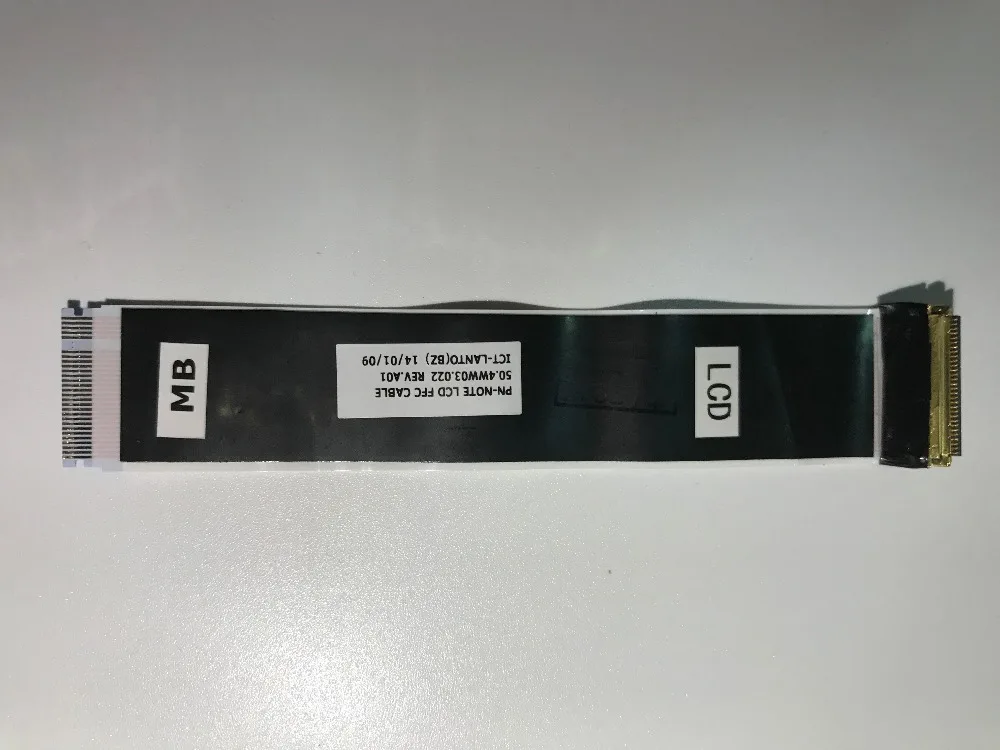 MB
PN-NOTE LCD FFC CABLE
50.4WW03.022 REV.A01
ICT-LANTO(BZ) 14/01/09
LCD